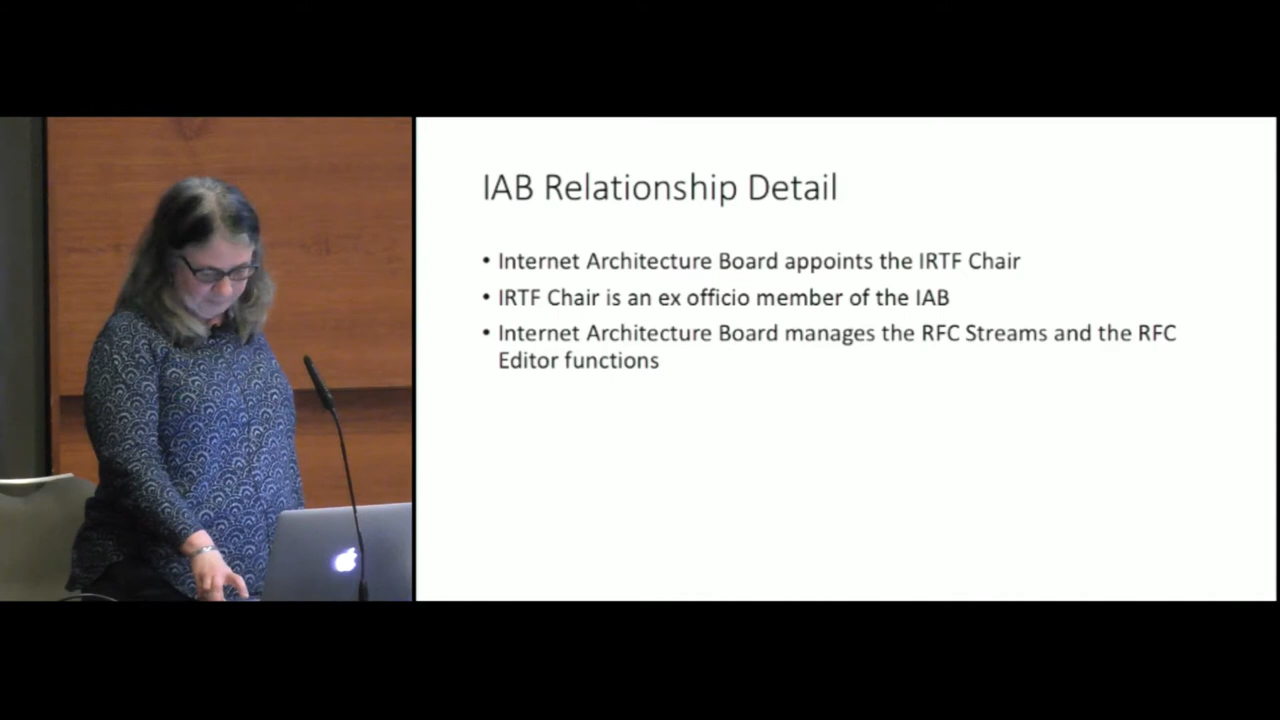 IAB Relationship Detail
• Internet Architecture Board appoints the IRTF Chair
• IRTF Chair is an ex officio member of the IAB
• Internet Architecture Board manages the RFC Streams and the RFC
Editor functions